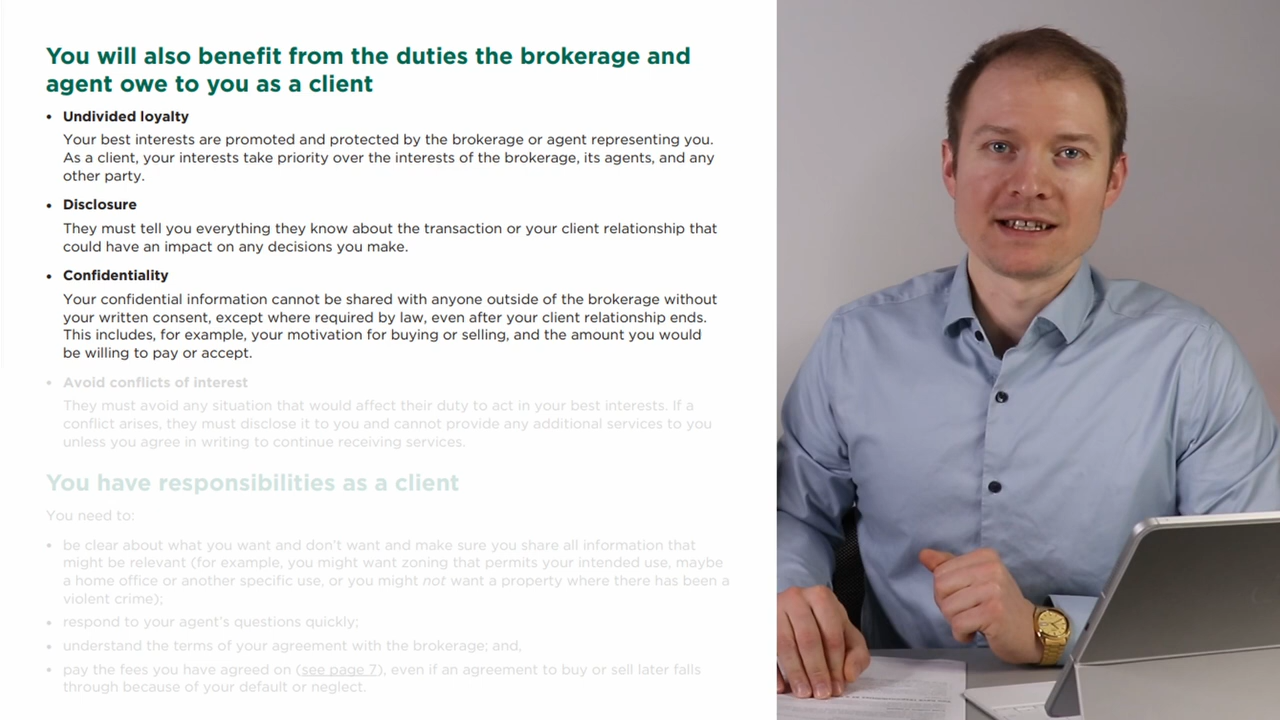 You will also benefit from the duties the brokerage and
agent owe to you as a client
• Undivided loyalty
Your best interests are promoted and protected by the brokerage or agent representing you.
As a client, your interests take priority over the interests of the brokerage, its agents, and any
other party.
• Disclosure
They must tell you everything they know about the transaction or your client relationship that
could have an impact on any decisions you make.
• Confidentiality
Your confidential information cannot be shared with anyone outside of the brokerage without
your written consent, except where required by law, even after your client relationship ends.
This includes, for example, your motivation for buying or selling, and the amount you would
be willing to pay or accept.
• Avoid conflicts of interest
They must avoid any situation that would affect their duty to act in your best interests. If a
conflict arises, they must disclose it to you and cannot provide any additional services to you
unless you agree in writing to continue receiving services.
You have responsibilities as a client
You need to:
• be clear about what you want and don't want and make sure you share all information that
might be relevant (for example, you might want zoning that permits your intended use, maybe
a home office or another specific use, or you might not want a property where there has been a
violent crime);
• respond to your agent's questions quickly;
• understand the terms of your agreement with the brokerage; and,
• pay the fees you have agreed on (see page 7), even if an agreement to buy or sell later falls
through because of your default or neglect.